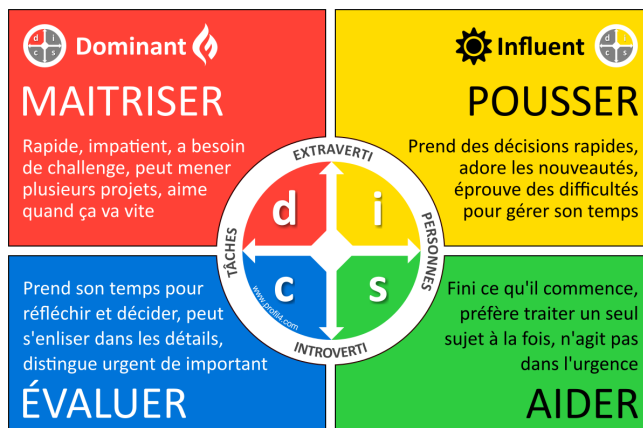 d i
c s
Dominant
MAITRISER
Rapide, impatient, a besoin
de challenge, peut mener
plusieurs projets, aime
quand ça va vite
Influent
d i
c s
POUSSER
Prend des décisions rapides,
adore les nouveautés,
éprouve des difficultés
pour gérer son temps
EXTRAVERTI
TÂCHES
PERSONNES
INTROVERTI
d i
c s
www.profil4.com
Prend son temps pour
réfléchir et décider, peut
s'enliser dans les détails,
distingue urgent de important
ÉVALUER
Fini ce qu'il commence,
préfère traiter un seul
sujet à la fois, n'agit pas
dans l'urgence
AIDER